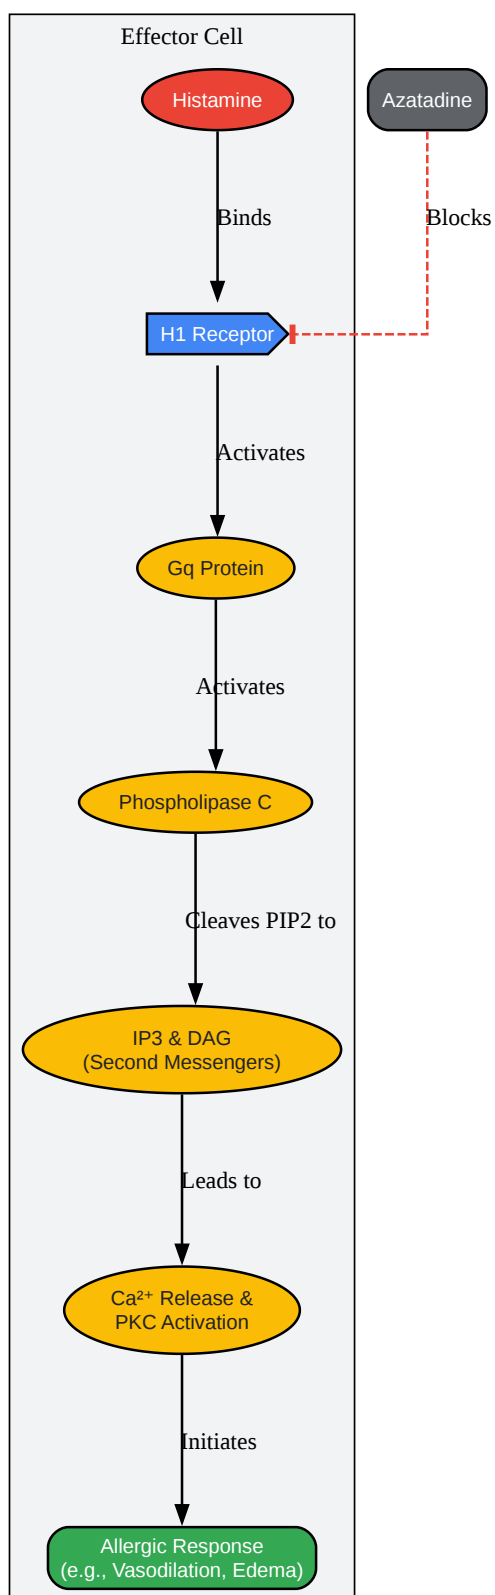 Effector Cell
Histamine
Azatadine
Binds
Blocks
H1 Receptor
Activates
Gq Protein
Activates
Phospholipase C
Cleaves PIP2 to
IP3 & DAG
(Second Messengers)
Leads to
Ca²⁺ Release &
PKC Activation
Initiates
Allergic Response
(e.g., Vasodilation, Edema)